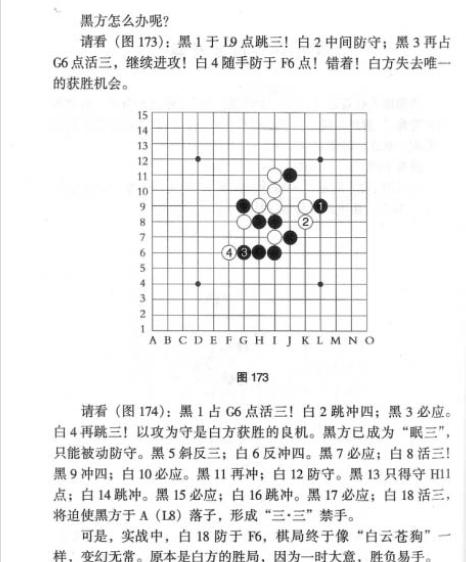 黑方怎么办呢?
请看（图 173）：黑 1 于 L9 点跳三！白 2 中间防守；黑 3 再占
G6 点活三，继续进攻！白 4 随手防于 F6 点！错着！白方失去唯一
的获胜机会。
15
14
13
12
11
10
9
8
7
6
5
4
3
2
1
1
2
4 3
A B C D E F G H I J K L M N O
图 173
请看（图 174）：黑 1 占 G6 点活三！白 2 跳冲四；黑 3 必应。
白 4 再跳三！以攻为守是白方获胜的良机。黑方已成为“眠三”，
只能被动防守。黑 5 斜反三；白 6 反冲四。黑 7 必应；白 8 活三！
黑 9 冲四；白 10 必应。黑 11 再冲；白 12 防守。黑 13 只得守 H11
点；白 14 跳冲。黑 15 必应；白 16 跳冲。黑 17 必应；白 18 活三，
将迫使黑方于 A（L8）落子，形成“三·三”禁手。
可是，实战中，白 18 防于 F6，棋局终于像“白云苍狗”一
样，变幻无常。原本是白方的胜局，因为一时大意，胜负易手。